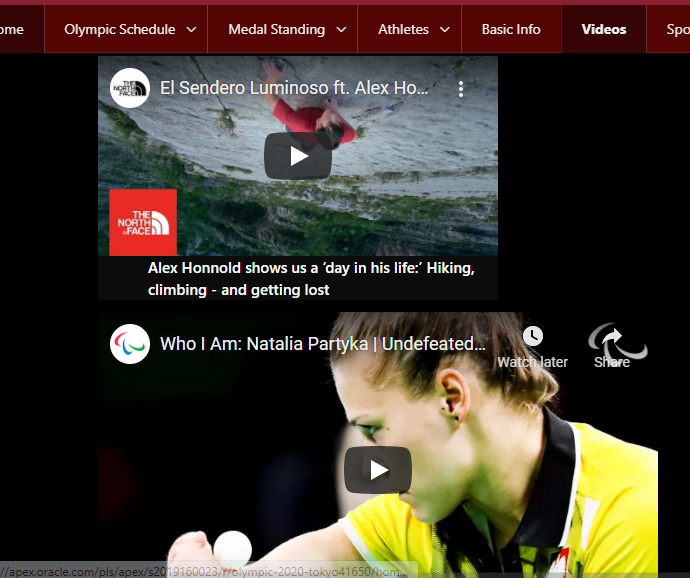 ome Olympic Schedule Medal Standing Athletes Basic Info Videos Spo
THE NORTH FACE
El Sendero Luminoso ft. Alex Ho...
THE
NORTH
FACE
Alex Honnold shows us a ‘day in his life:’ Hiking,
climbing - and getting lost
Who I Am: Natalia Partyka | Undefeated...
Watch later
Share
//apex.oracle.com/pls/apex/s2019160023/r/olympic-2020-tokyo41650/hom...